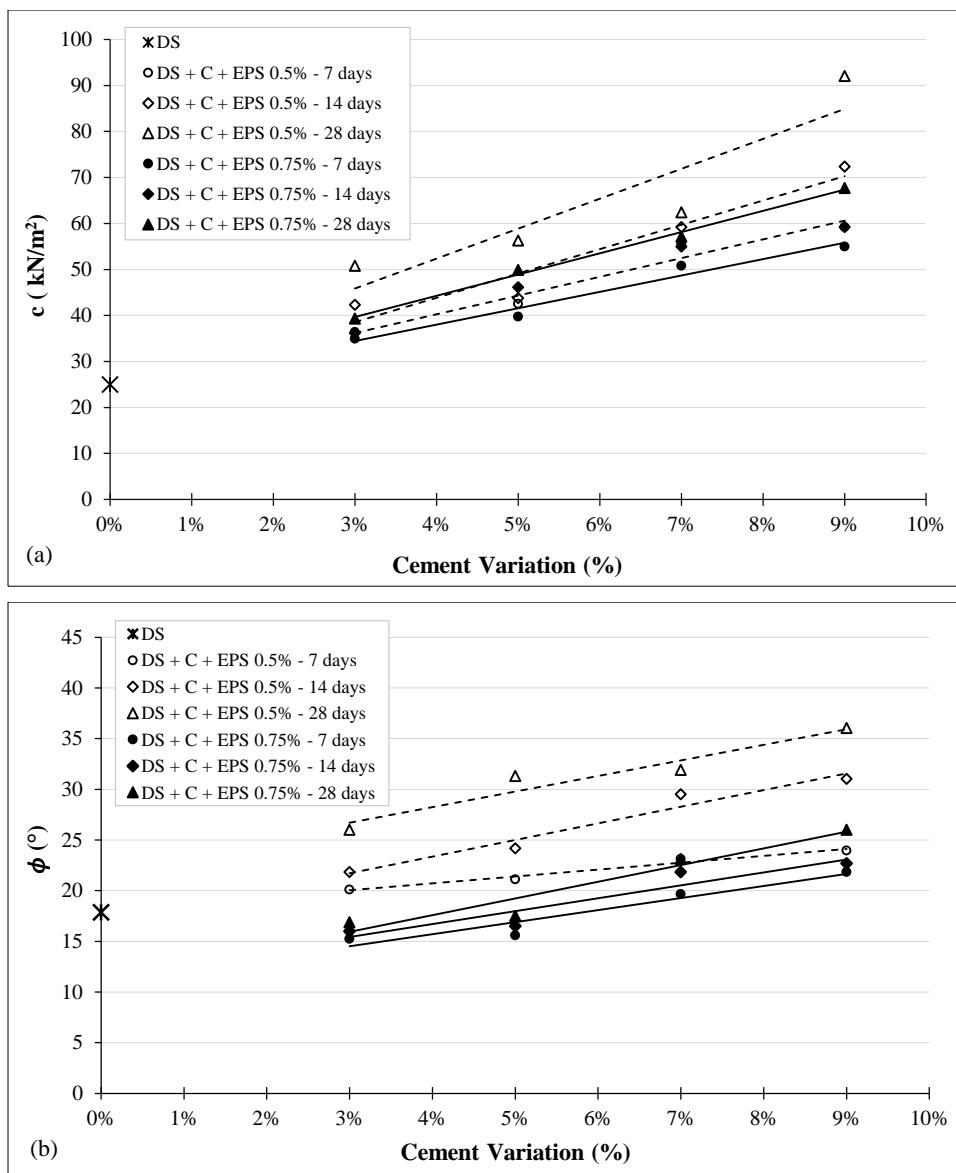 100
90
80
70
60
50
40
30
20
10
0
c ( kN/m²)
DS
DS + C + EPS 0.5% - 7 days
DS + C + EPS 0.5% - 14 days
DS + C + EPS 0.5% - 28 days
DS + C + EPS 0.75% - 7 days
DS + C + EPS 0.75% - 14 days
DS + C + EPS 0.75% - 28 days
0% 1% 2% 3% 4% 5% 6% 7% 8% 9% 10%
(a)
Cement Variation (%)
45
40
35
30
25
20
15
10
5
0
ϕ (°)
DS
DS + C + EPS 0.5% - 7 days
DS + C + EPS 0.5% - 14 days
DS + C + EPS 0.5% - 28 days
DS + C + EPS 0.75% - 7 days
DS + C + EPS 0.75% - 14 days
DS + C + EPS 0.75% - 28 days
0% 1% 2% 3% 4% 5% 6% 7% 8% 9% 10%
(b)
Cement Variation (%)